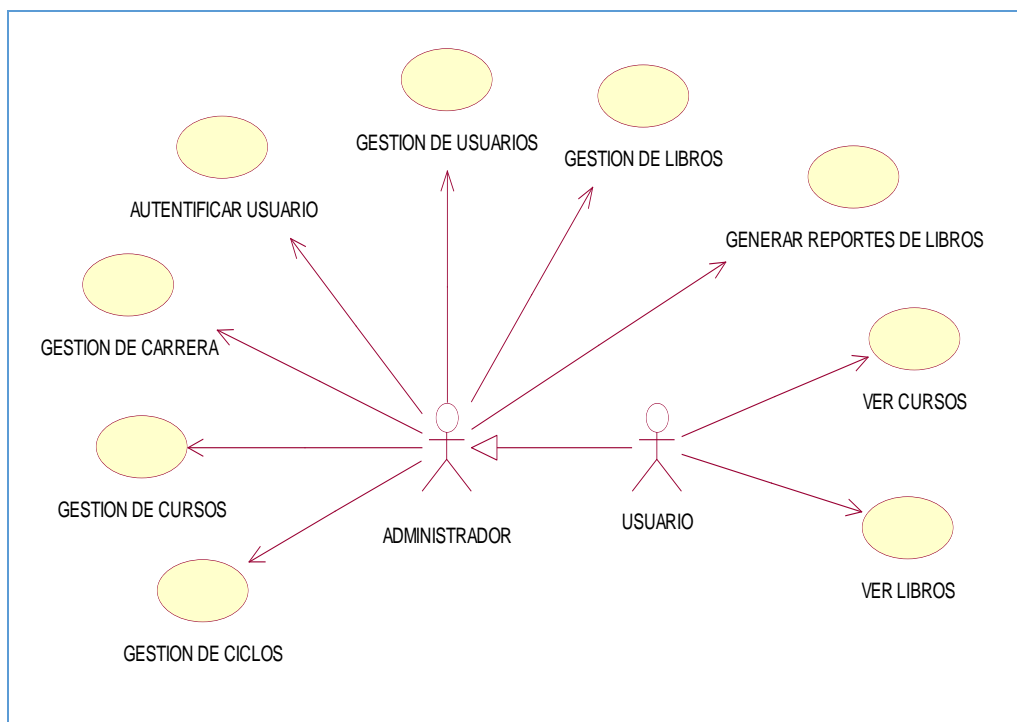 GESTION DE USUARIOS
GESTION DE LIBROS
AUTENTIFICAR USUARIO
GENERAR REPORTES DE LIBROS
GESTION DE CARRERA
VER CURSOS
GESTION DE CURSOS
ADMINISTRADOR
USUARIO
VER LIBROS
GESTION DE CICLOS